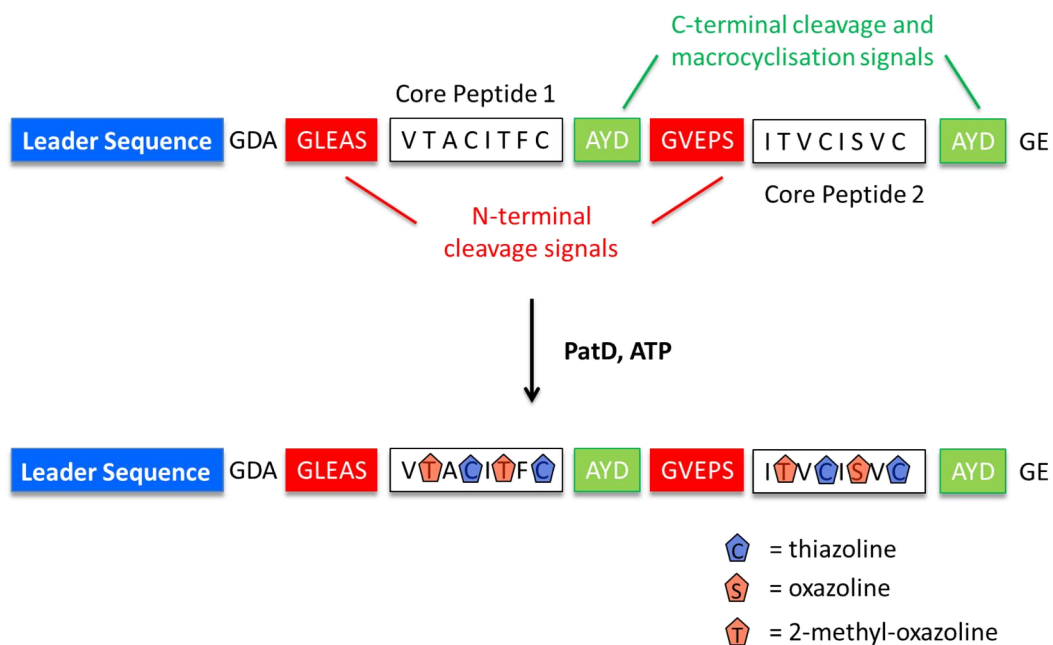 C-terminal cleavage and
macrocyclisation signals
Core Peptide 1
Leader Sequence GDA GLEAS V T A C I T F C AYD GVEPS I T V C I S V C AYD GE
Core Peptide 2
N-terminal
cleavage signals
PatD, ATP
Leader Sequence GDA GLEAS V T A C I T F C AYD GVEPS I T V C I S V C AYD GE
C = thiazoline
S = oxazoline
T = 2-methyl-oxazoline